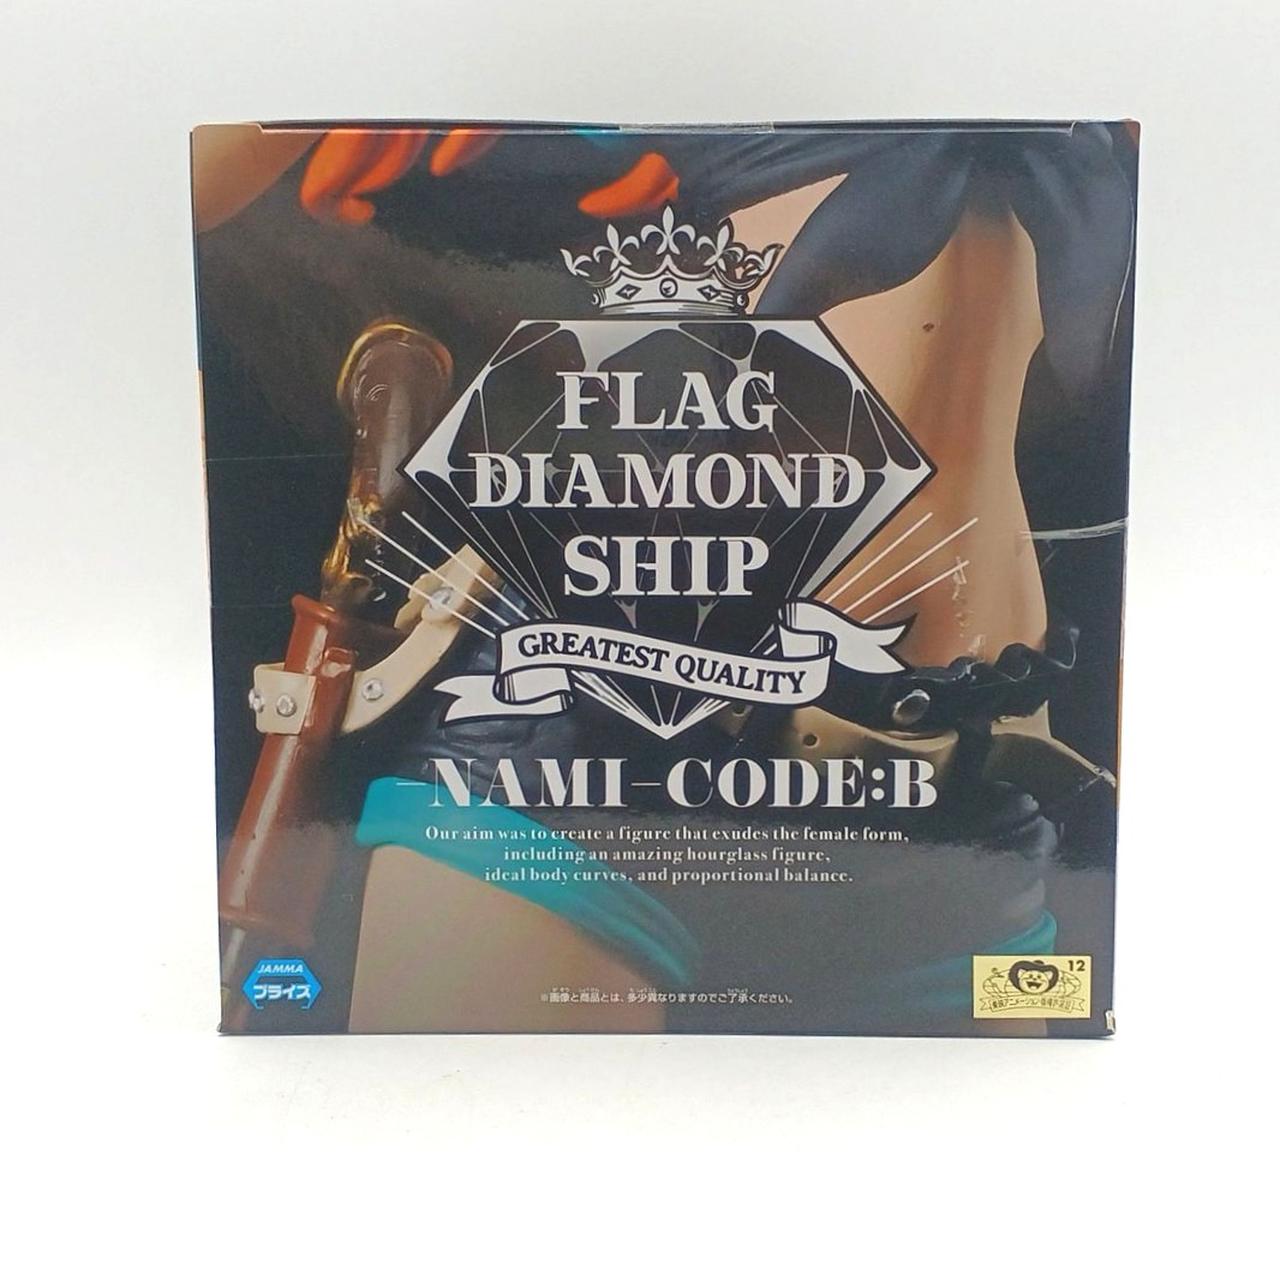 FLAG
DIAMOND
SHIP
GREATEST QUALITY
-NAMI-CODE:B
Our aim was to create a figure that exudes the female form,
including an amazing hourglass figure,
ideal body curves, and proportional balance.
JAMMA
プライズ
※画像と商品とは、多少異なりますのでご了承ください。
12